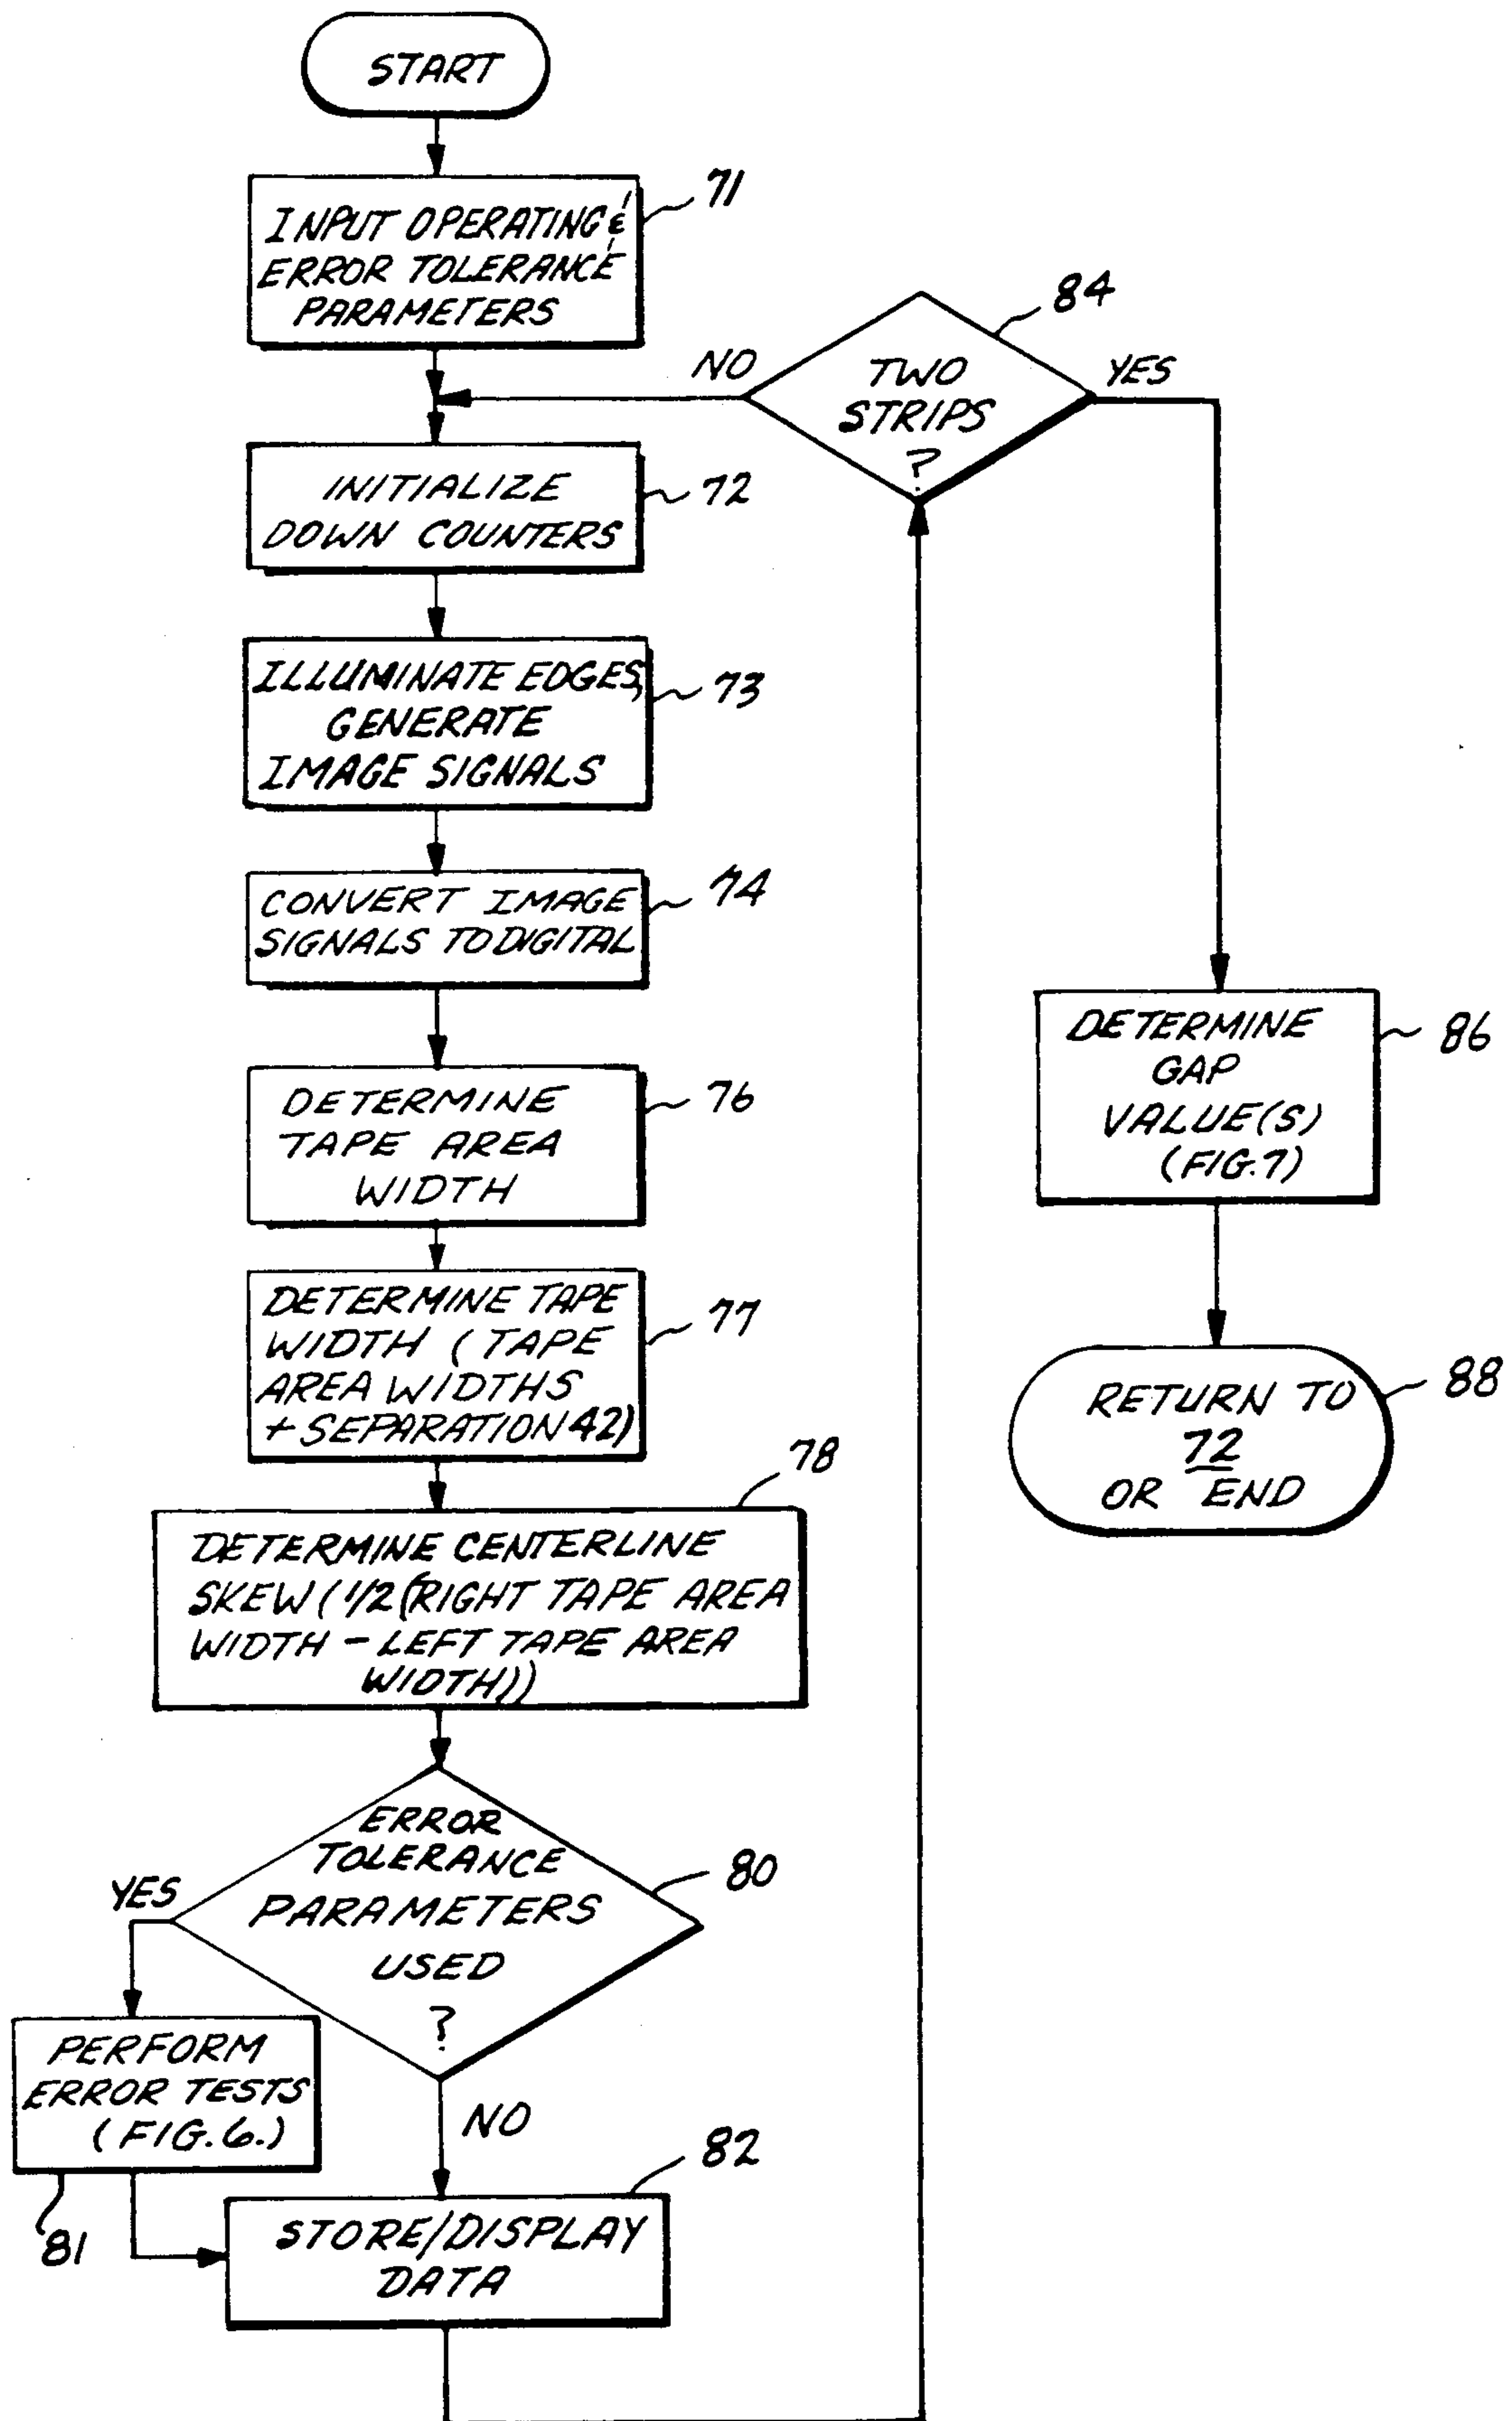 START
INPUT OPERATING &
ERROR TOLERANCE
PARAMETERS
71
INITIALIZE
DOWN COUNTERS
72
ILLUMINATE EDGES,
GENERATE
IMAGE SIGNALS
73
CONVERT IMAGE
SIGNALS TO DIGITAL
74
DETERMINE
TAPE AREA
WIDTH
76
DETERMINE TAPE
WIDTH (TAPE
AREA WIDTHS
+ SEPARATION 42)
77
DETERMINE CENTERLINE
SKEW (1/2 (RIGHT TAPE AREA
WIDTH - LEFT TAPE AREA
WIDTH))
78
ERROR
TOLERANCE
PARAMETERS
USED
?
80
YES
NO
PERFORM
ERROR TESTS
(FIG. 6.)
81
STORE/DISPLAY
DATA
82
TWO
STRIPS
?
84
NO
YES
DETERMINE
GAP
VALUE(S)
(FIG. 7)
86
RETURN TO
72
OR END
88